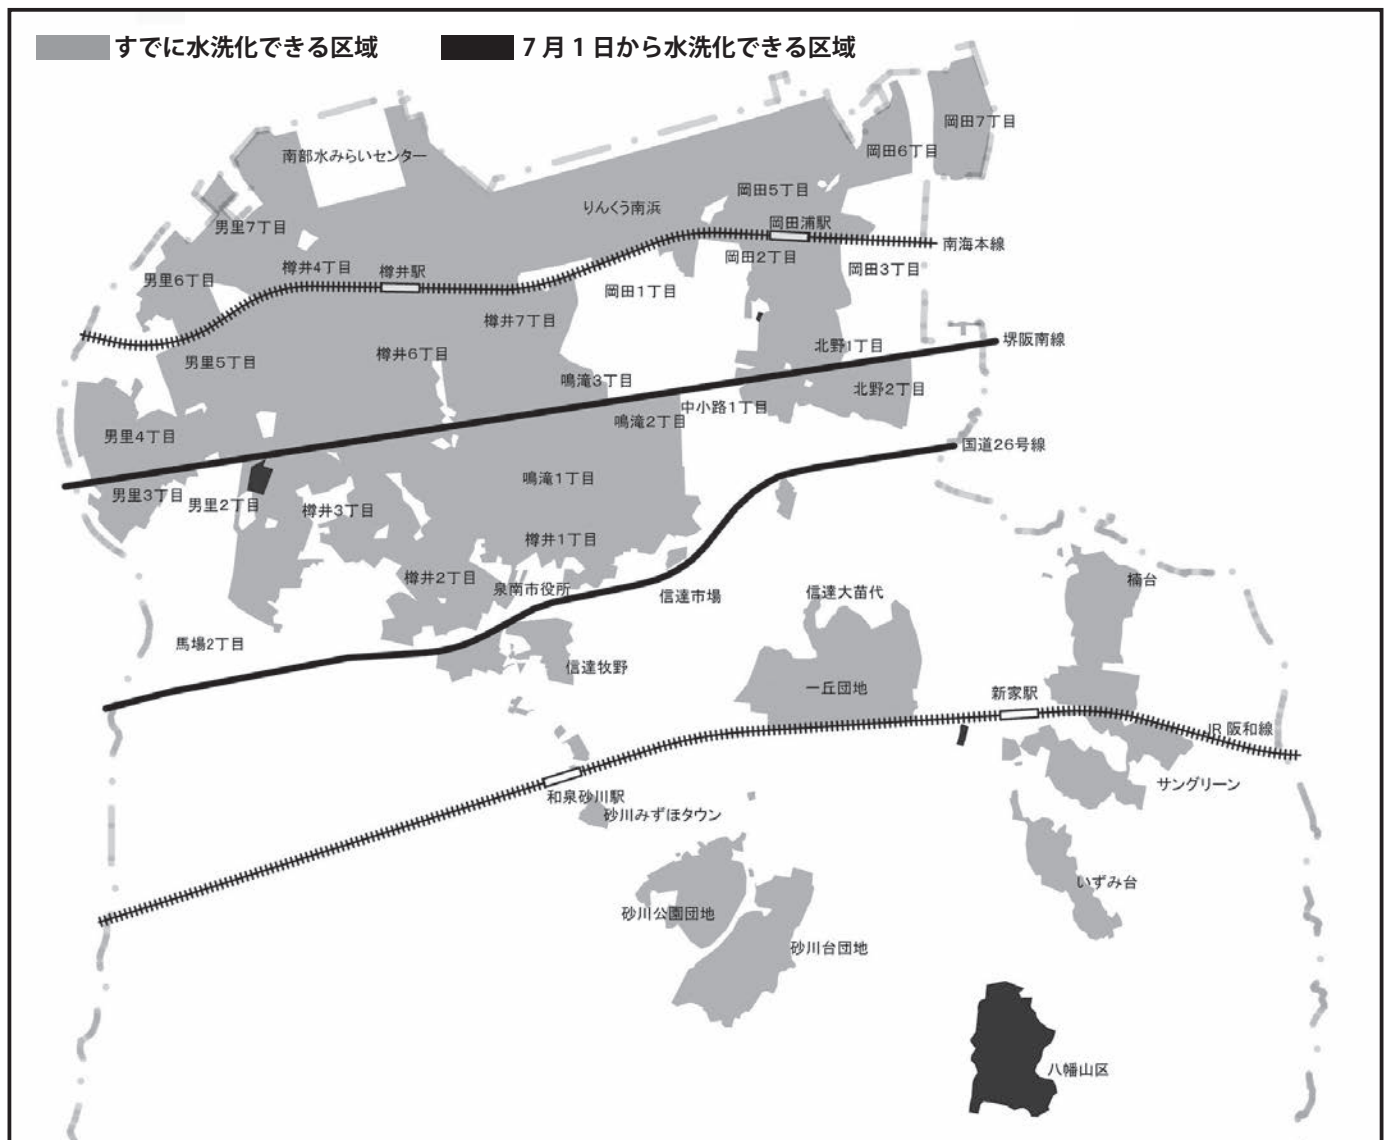 すでに水洗化できる区域
7月1日から水洗化できる区域
岡田7丁目
岡田6丁目
南部水みらいセンター
岡田5丁目
りんくう南浜
岡田浦駅
男里7丁目
南海本線
岡田2丁目
樽井4丁目
樽井駅
岡田3丁目
男里6丁目
岡田1丁目
樽井7丁目
堺阪南線
北野1丁目
樽井6丁目
男里5丁目
鳴滝3丁目
北野2丁目
中小路1丁目
鳴滝2丁目
男里4丁目
国道26号線
鳴滝1丁目
男里3丁目
男里2丁目
樽井3丁目
樽井1丁目
樽井2丁目
楠台
泉南市役所
信達市場
信達大苗代
馬場2丁目
信達牧野
一丘団地
新家駅
JR阪和線
サングリーン
和泉砂川駅
砂川みずほタウン
いずみ台
砂川公園団地
砂川台団地
八幡山区